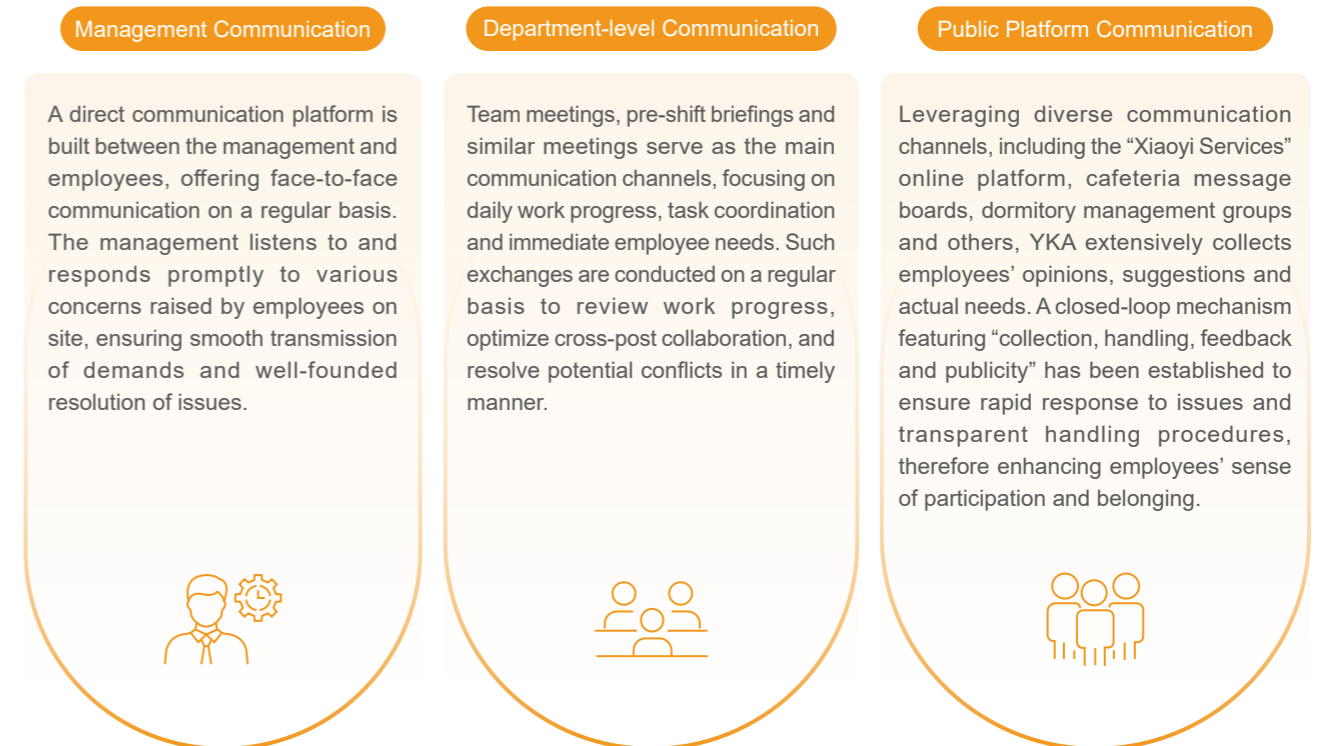 Management Communication
A direct communication platform is
built between the management and
employees, offering face-to-face
communication on a regular basis.
The management listens to and
responds promptly to various
concerns raised by employees on
site, ensuring smooth transmission
of demands and well-founded
resolution of issues.
Department-level Communication
Team meetings, pre-shift briefings and
similar meetings serve as the main
communication channels, focusing on
daily work progress, task coordination
and immediate employee needs. Such
exchanges are conducted on a regular
basis to review work progress,
optimize cross-post collaboration, and
resolve potential conflicts in a timely
manner.
Public Platform Communication
Leveraging diverse communication
channels, including the “Xiaoyi Services”
online platform, cafeteria message
boards, dormitory management groups
and others, YKA extensively collects
employees’ opinions, suggestions and
actual needs. A closed-loop mechanism
featuring “collection, handling, feedback
and publicity” has been established to
ensure rapid response to issues and
transparent handling procedures,
therefore enhancing employees’ sense
of participation and belonging.